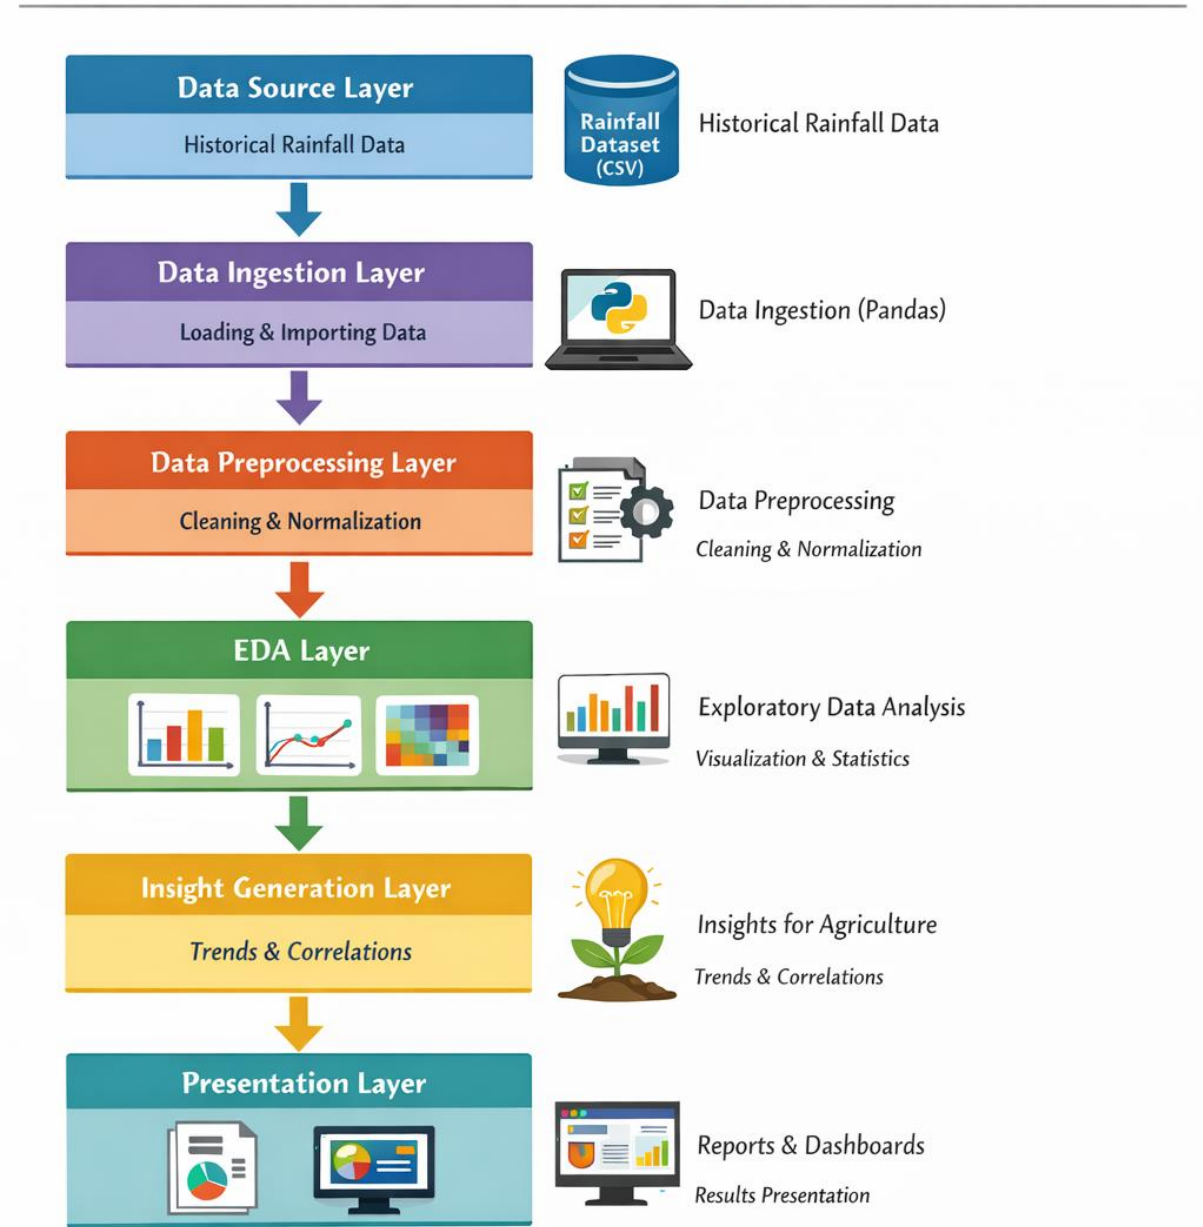 Data Source Layer
Historical Rainfall Data
Rainfall
Dataset
(CSV)
Historical Rainfall Data
Data Ingestion Layer
Loading & Importing Data
Data Ingestion (Pandas)
Data Preprocessing Layer
Cleaning & Normalization
Data Preprocessing
Cleaning & Normalization
EDA Layer
Exploratory Data Analysis
Visualization & Statistics
Insight Generation Layer
Trends & Correlations
Insights for Agriculture
Trends & Correlations
Presentation Layer
Reports & Dashboards
Results Presentation